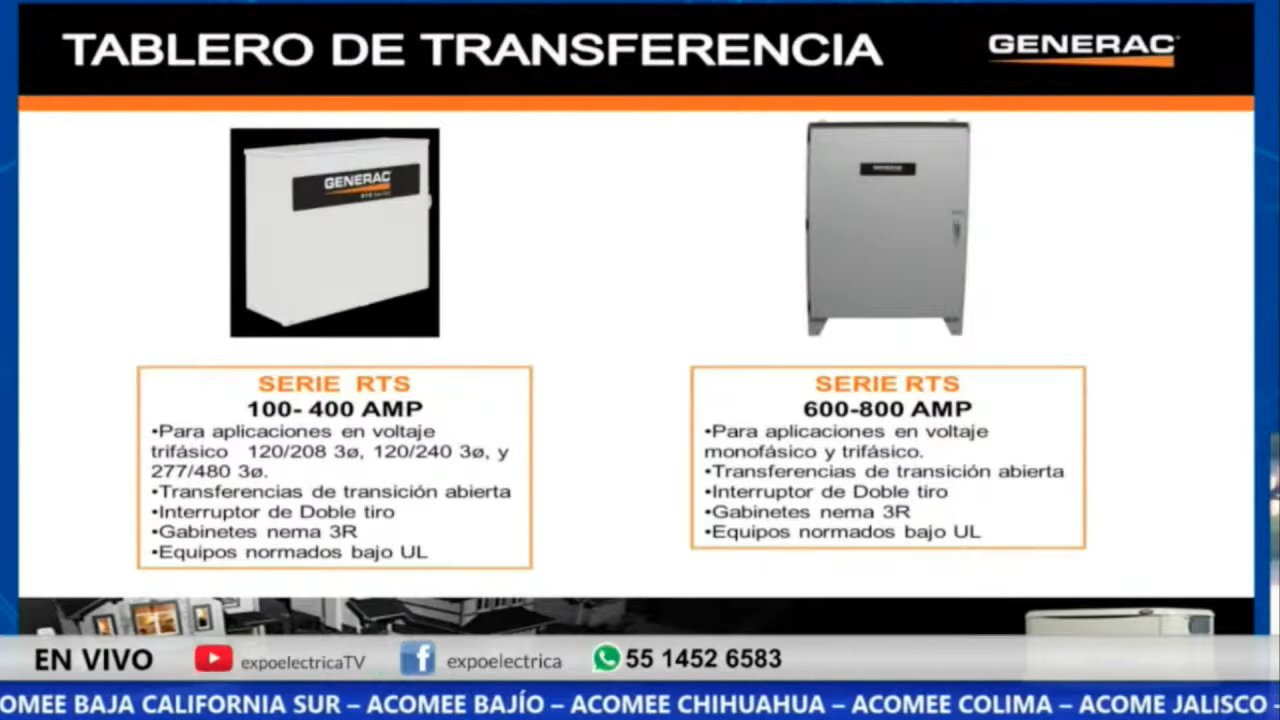 TABLERO DE TRANSFERENCIA
GENERAC
GENERAC
GENERAC
SERIE RTS
100- 400 AMP
•Para aplicaciones en voltaje
trifásico 120/208 3ø, 120/240 3ø, y
277/480 3ø.
•Transferencias de transición abierta
•Interruptor de Doble tiro
•Gabinetes nema 3R
•Equipos normados bajo UL
SERIE RTS
600-800 AMP
•Para aplicaciones en voltaje
monofásico y trifásico.
•Transferencias de transición abierta
•Interruptor de Doble tiro
•Gabinetes nema 3R
•Equipos normados bajo UL
EN VIVO expoelectricaTV expoelectrica 55 1452 6583
OMEE BAJA CALIFORNIA SUR – ACOMEE BAJÍO – ACOMEE CHIHUAHUA – ACOMEE COLIMA – ACOME JALISCO -